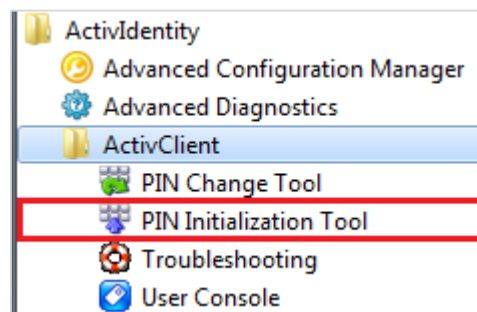 ActivIdentity
Advanced Configuration Manager
Advanced Diagnostics
ActivClient
PIN Change Tool
PIN Initialization Tool
Troubleshooting
User Console